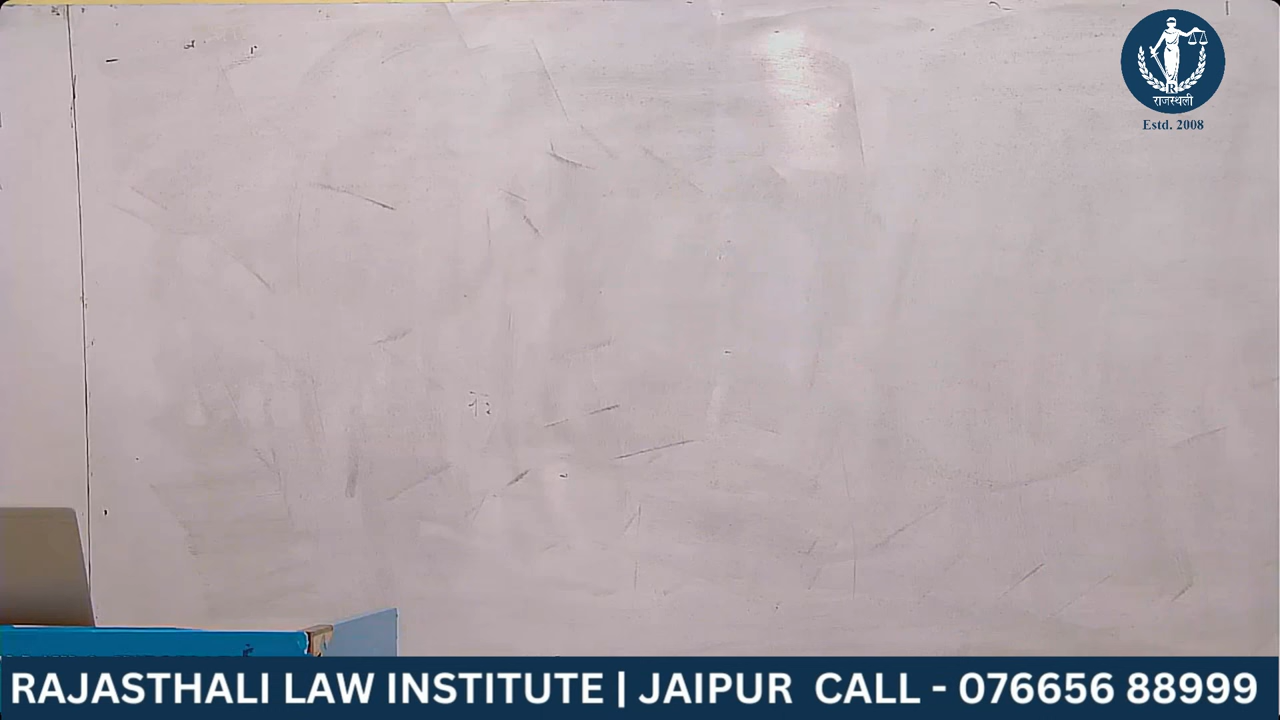 R
राजस्थली
Estd. 2008
RAJASTHALI LAW INSTITUTE | JAIPUR CALL - 076656 88999